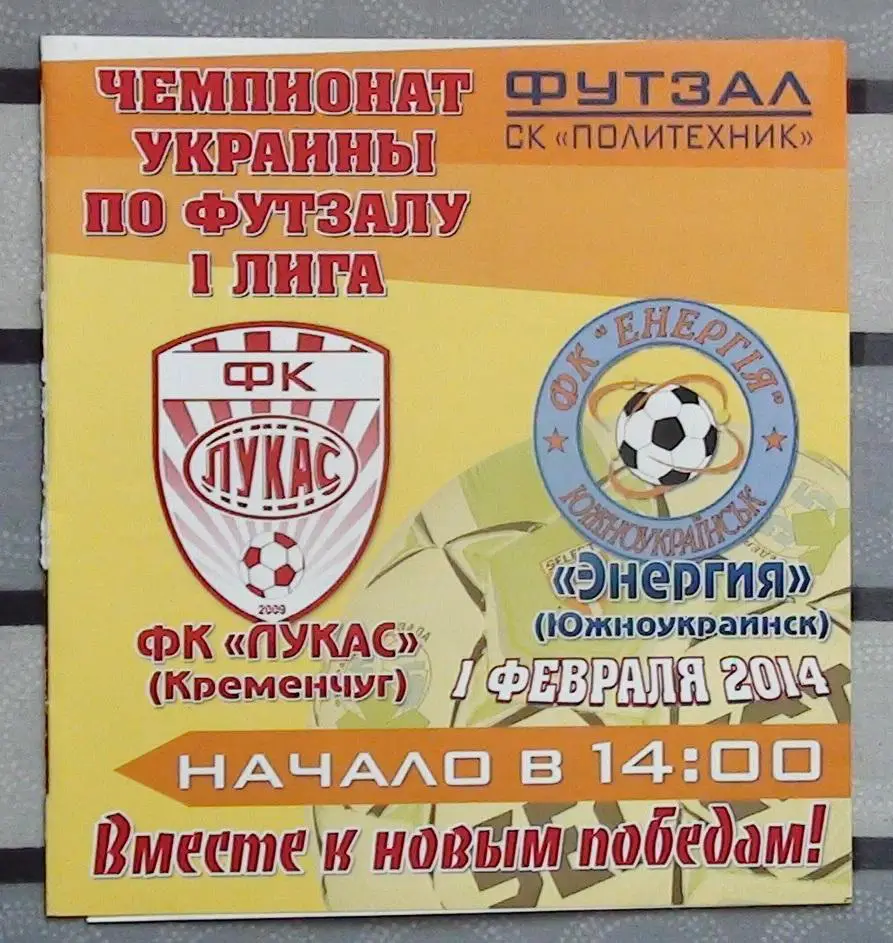 ЧЕМПИОНАТ
УКРАИНЫ
ПО ФУТЗАЛУ
I ЛИГА
ФУТЗАЛ
СК «ПОЛИТЕХНИК»
ФК
ЛУКАС
2009
ФК "ЕНЕРГІЯ"
ЮЖНОУКРАЇНСЬК
ФК «ЛУКАС»
(Кременчуг)
«Энергия»
(Южноукраинск)
1 ФЕВРАЛЯ 2014
НАЧАЛО В 14:00
Вместе к новым победам!